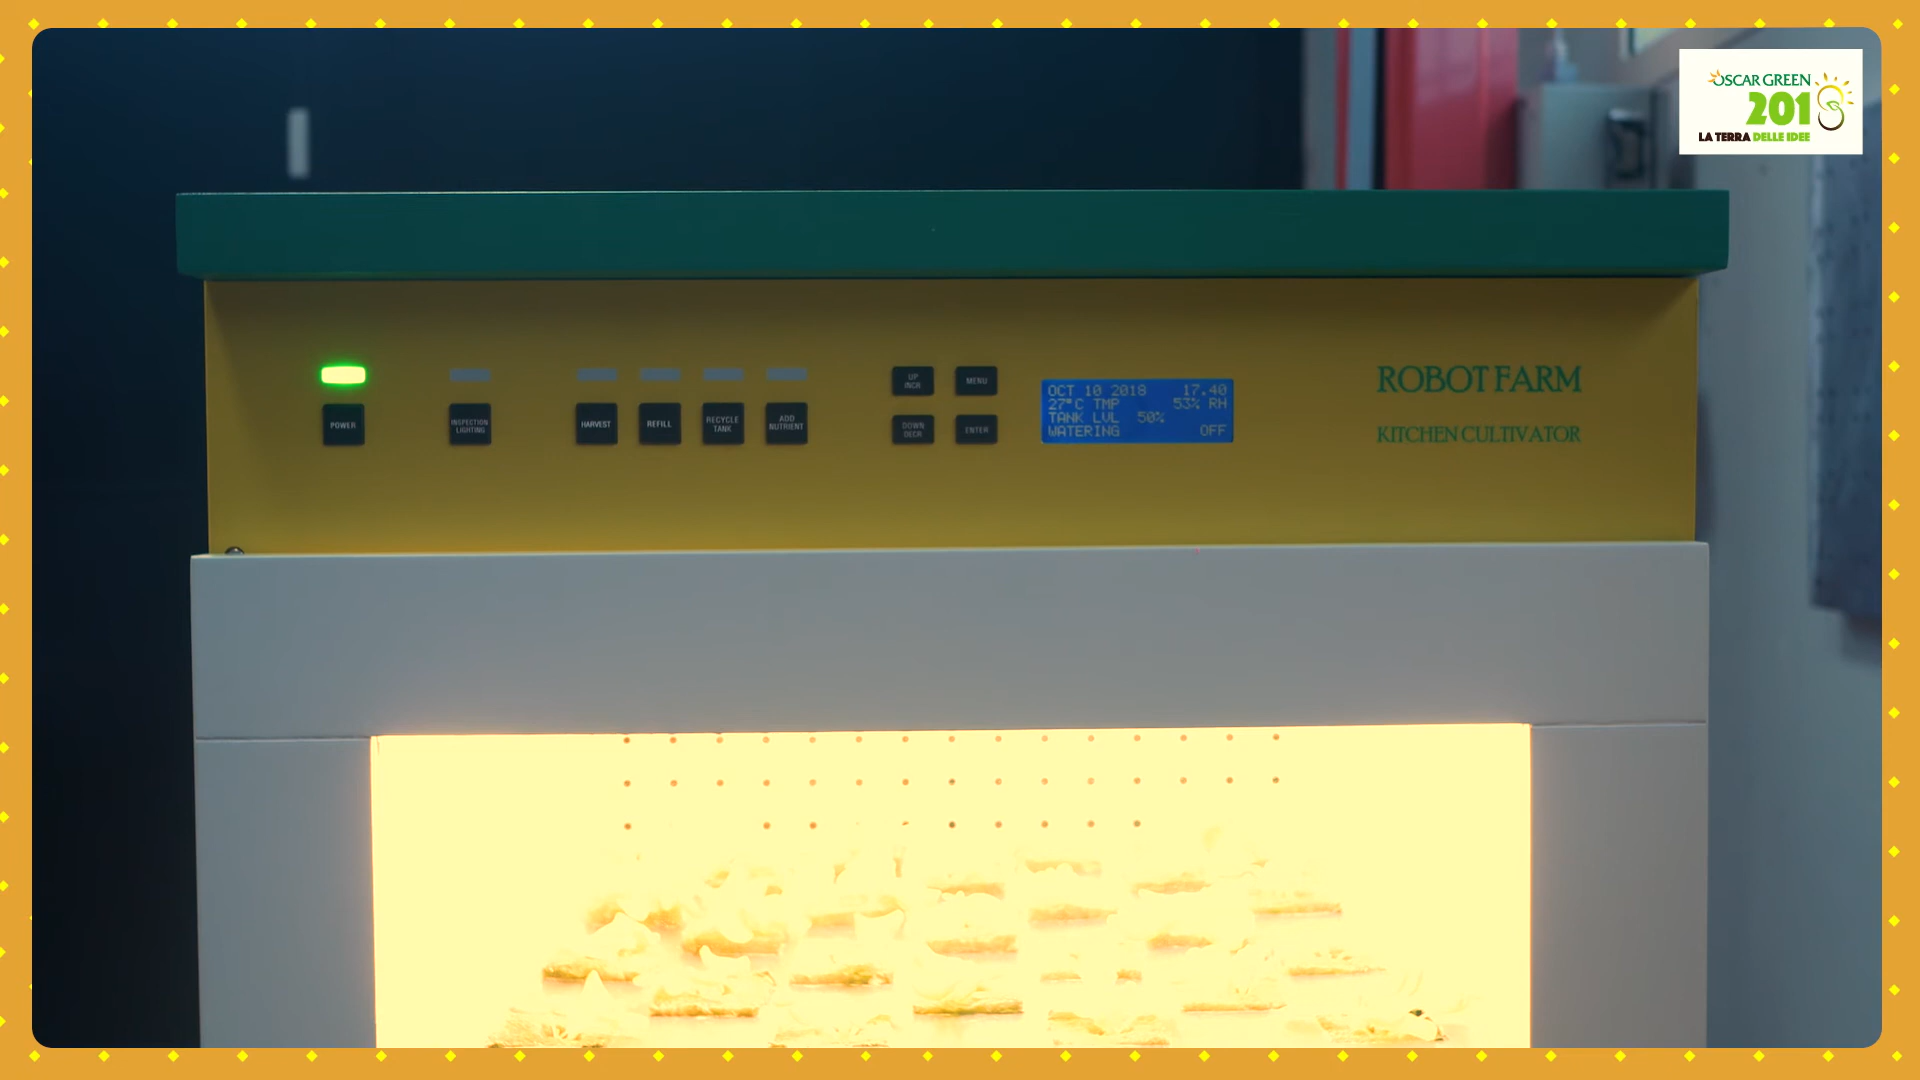 OSCAR GREEN
2018
LA TERRA DELLE IDEE
POWER
INSPECTION
LIGHTING
HARVEST
REFILL
RECYCLE
TANK
ADD
NUTRIENT
UP
INCR
MENU
DOWN
DECR
ENTER
OCT 10 2018 17.40
27°C TMP 53% RH
TANK LVL 50%
WATERING OFF
ROBOT FARM
KITCHEN CULTIVATOR